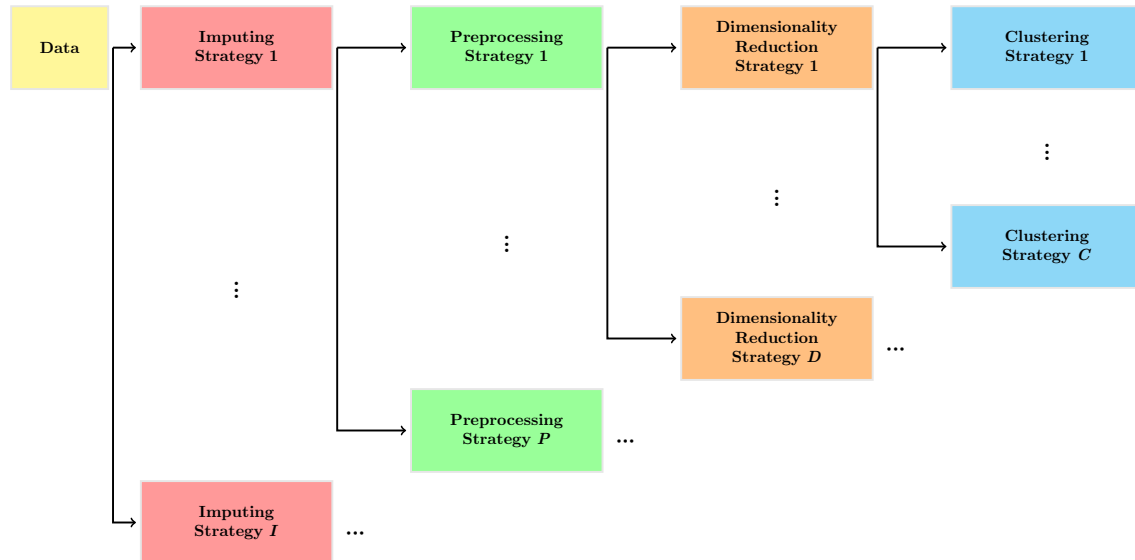 Data
Imputing
Strategy 1
Preprocessing
Strategy 1
Dimensionality
Reduction
Strategy 1
Clustering
Strategy 1
⋮
⋮
⋮
⋮
Clustering
Strategy C
Dimensionality
Reduction
Strategy D
...
Preprocessing
Strategy P
...
Imputing
Strategy I
...